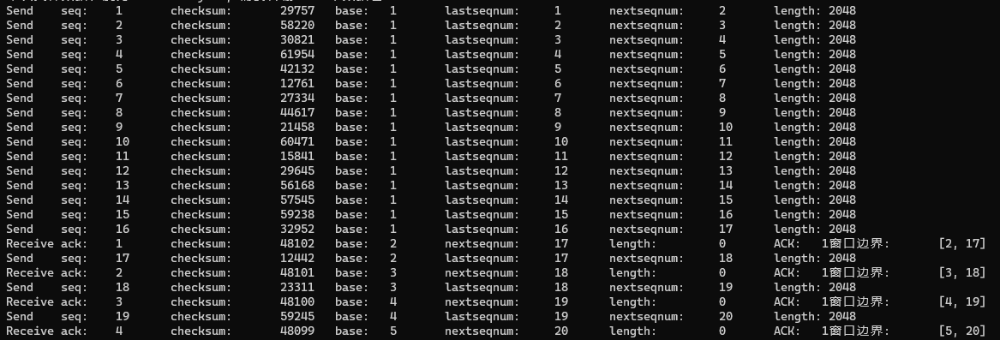 Send seq: 1 checksum: 29757 base: 1 lastseqnum: 1 nextseqnum: 2 length: 2048
Send seq: 2 checksum: 58220 base: 1 lastseqnum: 2 nextseqnum: 3 length: 2048
Send seq: 3 checksum: 30821 base: 1 lastseqnum: 3 nextseqnum: 4 length: 2048
Send seq: 4 checksum: 61954 base: 1 lastseqnum: 4 nextseqnum: 5 length: 2048
Send seq: 5 checksum: 42132 base: 1 lastseqnum: 5 nextseqnum: 6 length: 2048
Send seq: 6 checksum: 12761 base: 1 lastseqnum: 6 nextseqnum: 7 length: 2048
Send seq: 7 checksum: 27334 base: 1 lastseqnum: 7 nextseqnum: 8 length: 2048
Send seq: 8 checksum: 44617 base: 1 lastseqnum: 8 nextseqnum: 9 length: 2048
Send seq: 9 checksum: 21458 base: 1 lastseqnum: 9 nextseqnum: 10 length: 2048
Send seq: 10 checksum: 60471 base: 1 lastseqnum: 10 nextseqnum: 11 length: 2048
Send seq: 11 checksum: 15841 base: 1 lastseqnum: 11 nextseqnum: 12 length: 2048
Send seq: 12 checksum: 29645 base: 1 lastseqnum: 12 nextseqnum: 13 length: 2048
Send seq: 13 checksum: 56168 base: 1 lastseqnum: 13 nextseqnum: 14 length: 2048
Send seq: 14 checksum: 57545 base: 1 lastseqnum: 14 nextseqnum: 15 length: 2048
Send seq: 15 checksum: 59238 base: 1 lastseqnum: 15 nextseqnum: 16 length: 2048
Send seq: 16 checksum: 32952 base: 1 lastseqnum: 16 nextseqnum: 17 length: 2048
Receive ack: 1 checksum: 48102 base: 2 nextseqnum: 17 length: 0 ACK: 1窗口边界: [2, 17]
Send seq: 17 checksum: 12442 base: 2 lastseqnum: 17 nextseqnum: 18 length: 2048
Receive ack: 2 checksum: 48101 base: 3 nextseqnum: 18 length: 0 ACK: 1窗口边界: [3, 18]
Send seq: 18 checksum: 23311 base: 3 lastseqnum: 18 nextseqnum: 19 length: 2048
Receive ack: 3 checksum: 48100 base: 4 nextseqnum: 19 length: 0 ACK: 1窗口边界: [4, 19]
Send seq: 19 checksum: 59245 base: 4 lastseqnum: 19 nextseqnum: 20 length: 2048
Receive ack: 4 checksum: 48099 base: 5 nextseqnum: 20 length: 0 ACK: 1窗口边界: [5, 20]